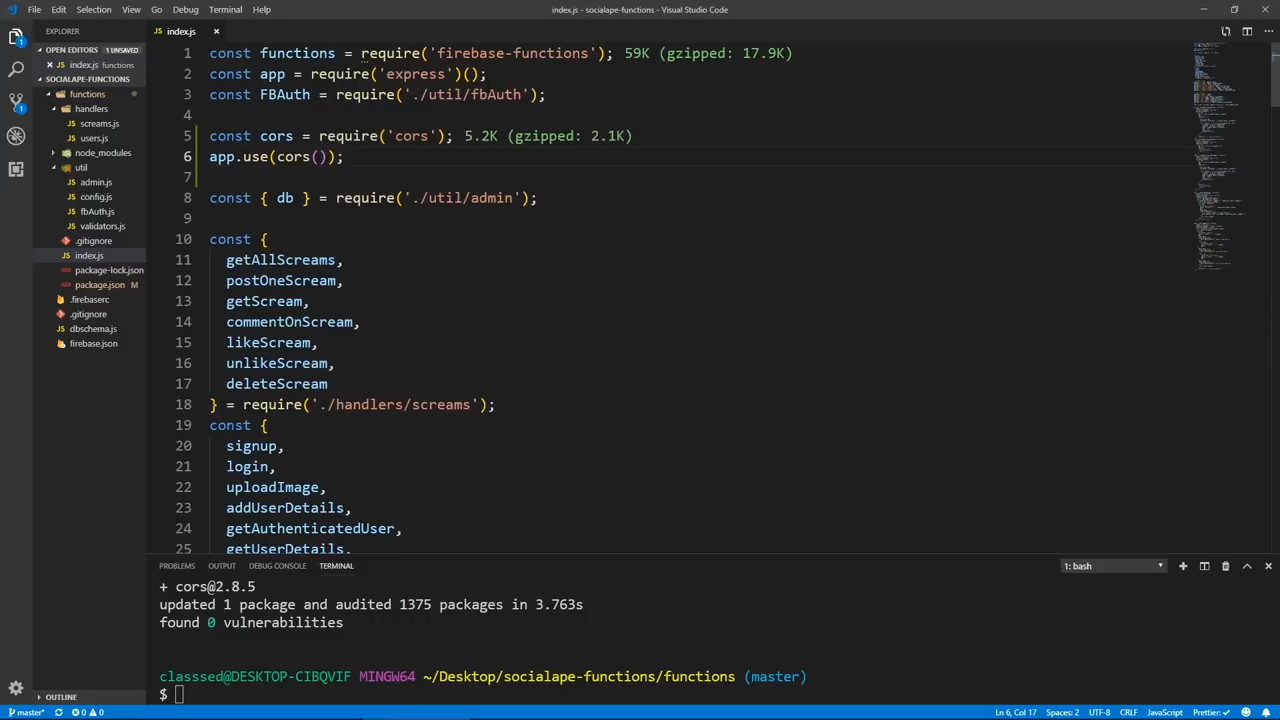 File Edit Selection View Go Debug Terminal Help
index.js - socialape-functions - Visual Studio Code
EXPLORER
OPEN EDITORS 1 UNSAVED
index.js functions
SOCIALAPE-FUNCTIONS
functions
handlers
screams.js
users.js
node_modules
util
admin.js
config.js
fbAuth.js
validators.js
.gitignore
index.js
package-lock.json
package.json M
.firebaserc
.gitignore
dbschema.js
firebase.json
OUTLINE
index.js
1 const functions = require('firebase-functions'); 59K (gzipped: 17.9K)
2 const app = require('express')();
3 const FBAuth = require('./util/fbAuth');
4
5 const cors = require('cors'); 5.2K (gzipped: 2.1K)
6 app.use(cors());
7
8 const { db } = require('./util/admin');
9
10 const {
11 getAllScreams,
12 postOneScream,
13 getScream,
14 commentOnScream,
15 likeScream,
16 unlikeScream,
17 deleteScream
18 } = require('./handlers/screams');
19 const {
20 signup,
21 login,
22 uploadImage,
23 addUserDetails,
24 getAuthenticatedUser,
25 getUserDetails,
PROBLEMS OUTPUT DEBUG CONSOLE TERMINAL
1: bash
+ cors@2.8.5
updated 1 package and audited 1375 packages in 3.763s
found 0 vulnerabilities
classsed@DESKTOP-CIBQVIF MINGW64 ~/Desktop/socialape-functions/functions (master)
$
master* 0 0
Ln 6, Col 17 Spaces: 2 UTF-8 CRLF JavaScript Prettier: ✓